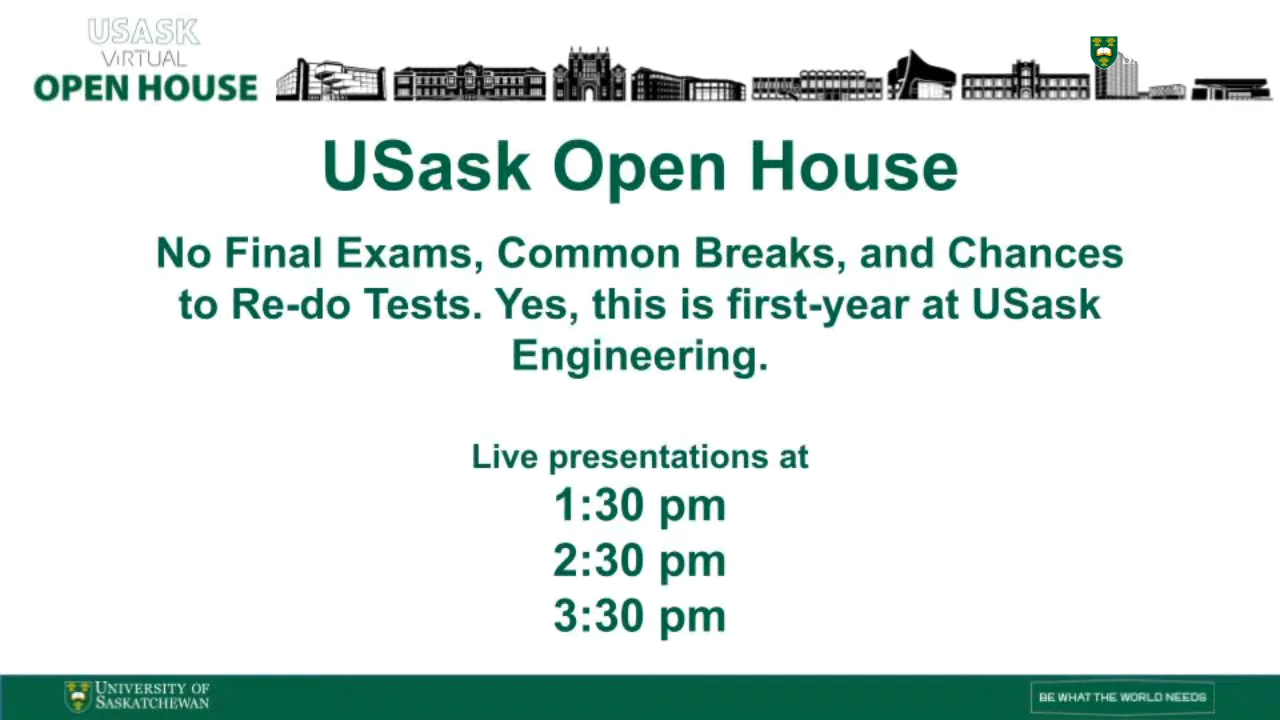 USASK
VIRTUAL
OPEN HOUSE
USask Open House
No Final Exams, Common Breaks, and Chances
to Re-do Tests. Yes, this is first-year at USask
Engineering.
Live presentations at
1:30 pm
2:30 pm
3:30 pm
UNIVERSITY OF
SASKATCHEWAN
BE WHAT THE WORLD NEEDS